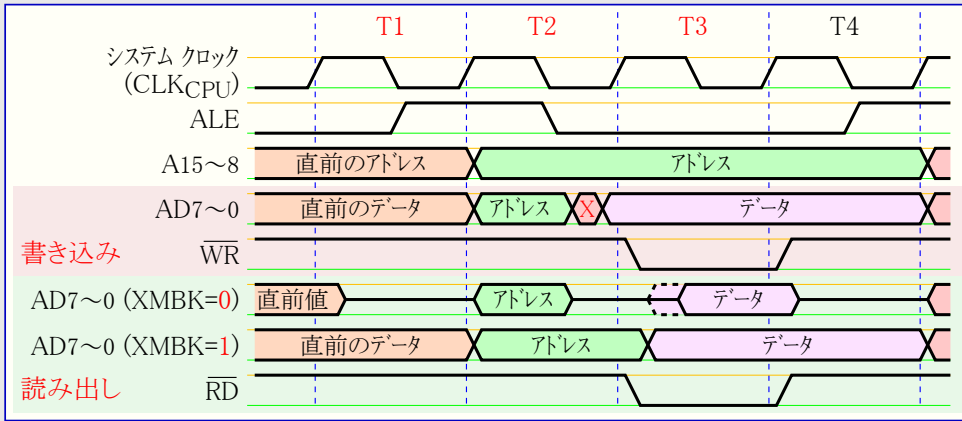 T1 T2 T3 T4
システム クロック
(CLKCPU)
ALE
A15～8 直前のアドレス アドレス
AD7～0 直前のデータ アドレス X データ
書き込み WR
AD7～0 (XMBK=0) 直前値 アドレス データ
AD7～0 (XMBK=1) 直前のデータ アドレス データ
読み出し RD